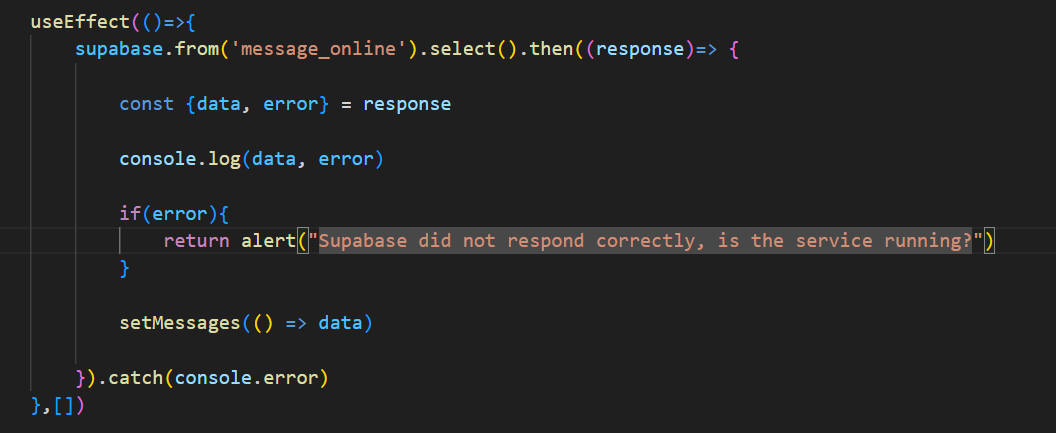 useEffect(()=>{
supabase.from('message_online').select().then((response)=> {
const {data, error} = response
console.log(data, error)
if(error){
return alert("Supabase did not respond correctly, is the service running?")
}
setMessages(() => data)
}).catch(console.error)
},[])